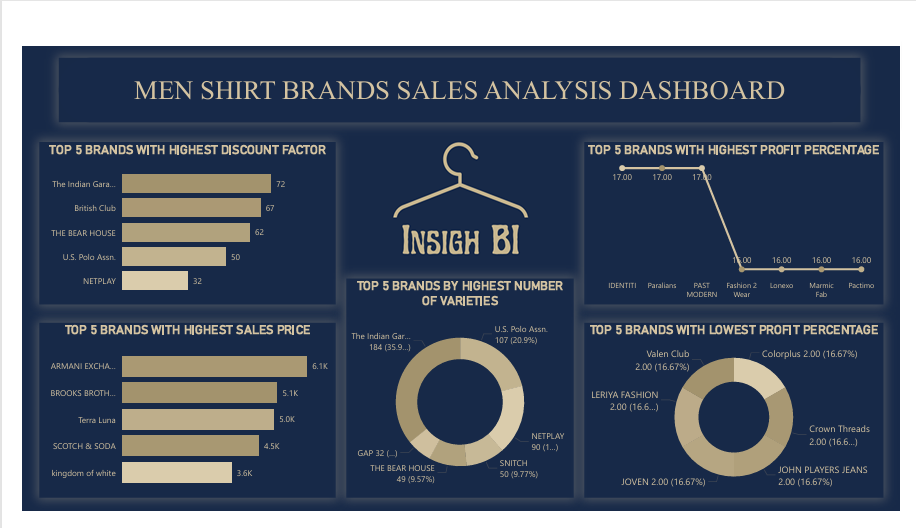 MEN SHIRT BRANDS SALES ANALYSIS DASHBOARD
TOP 5 BRANDS WITH HIGHEST DISCOUNT FACTOR
The Indian Gara... 72
British Club 67
THE BEAR HOUSE 62
U.S. Polo Assn. 50
NETPLAY 32
INSIGH BI
TOP 5 BRANDS WITH HIGHEST PROFIT PERCENTAGE
17.00 17.00 17.00
16.00 16.00 16.00 16.00
IDENTITI Paralians PAST Fashion 2 Lonexo Marmic Pactimo
MODERN Wear Fab
TOP 5 BRANDS WITH HIGHEST SALES PRICE
ARMANI EXCHA... 6.1K
BROOKS BROTH... 5.1K
Terra Luna 5.0K
SCOTCH & SODA 4.5K
kingdom of white 3.6K
TOP 5 BRANDS BY HIGHEST NUMBER
OF VARIETIES
The Indian Gar...
184 (35.9...)
U.S. Polo Assn.
107 (20.9%)
NETPLAY
90 (1...)
SNITCH
50 (9.77%)
THE BEAR HOUSE
49 (9.57%)
GAP 32 (...)
TOP 5 BRANDS WITH LOWEST PROFIT PERCENTAGE
Valen Club
2.00 (16.67%)
Colorplus 2.00 (16.67%)
LERIYA FASHION
2.00 (16.6...)
Crown Threads
2.00 (16.6...)
JOHN PLAYERS JEANS
2.00 (16.67%)
JOVEN 2.00 (16.67%)